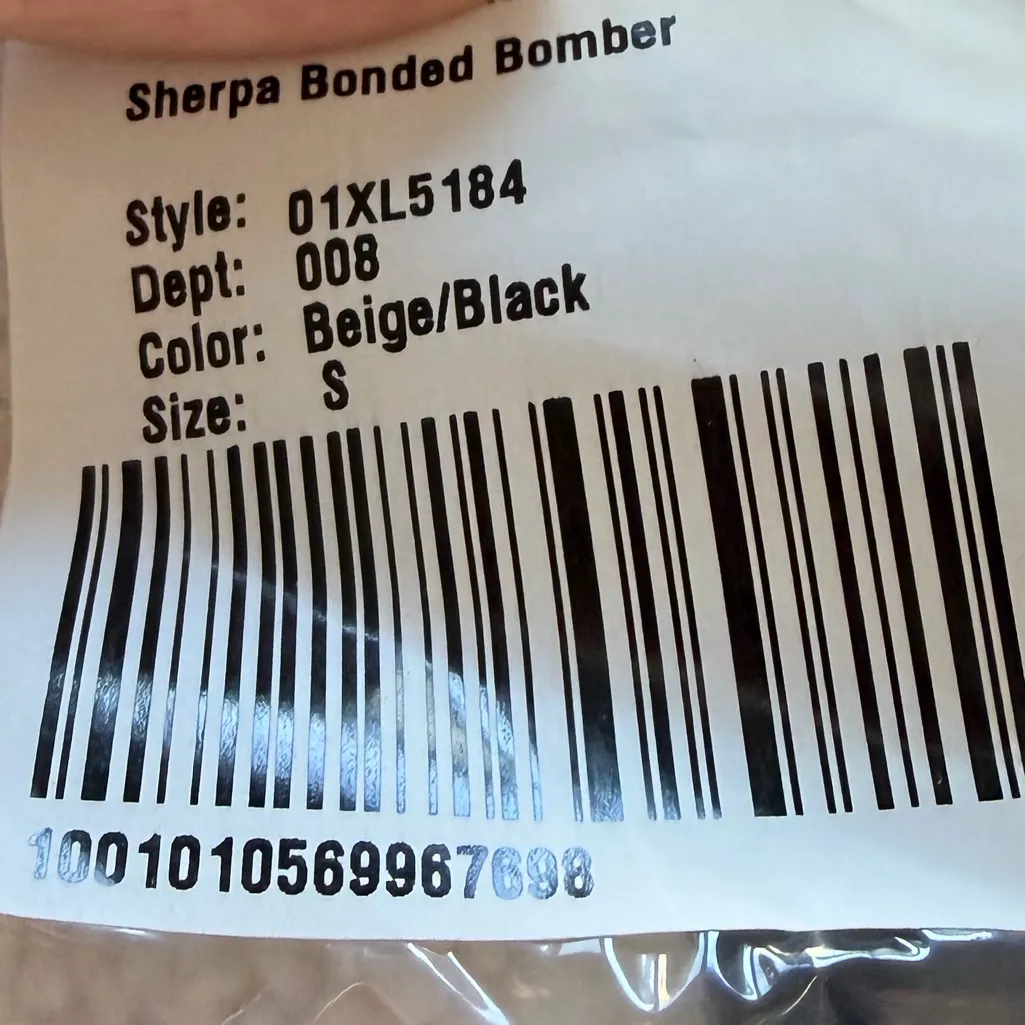 Sherpa Bonded Bomber
Style: 01XL5184
Dept: 008
Color: Beige/Black
Size: S
1001010569967698